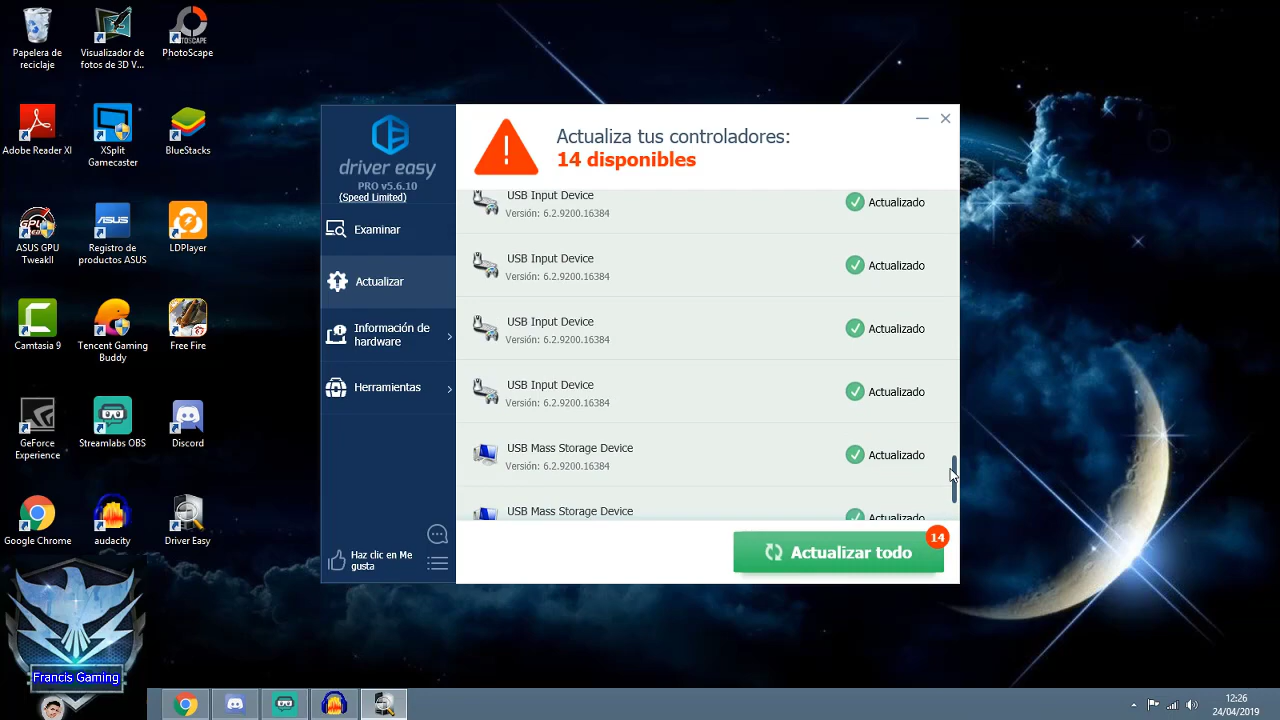 Papelera de
reciclaje
Visualizador de
fotos de 3D V...
PHOTOSCAPE
PhotoScape
Adobe Reader XI
XSplit
Gamecaster
BlueStacks
ASUS GPU
TweakII
ASUS
Registro de
productos ASUS
LDPlayer
Camtasia 9
Tencent Gaming
Buddy
Free Fire
GeForce
Experience
Streamlabs OBS
Discord
Google Chrome
audacity
Driver Easy
Francis Gaming
driver easy
PRO v5.6.10
(Speed Limited)
Examinar
Actualizar
Información de
hardware
Herramientas
Haz clic en Me
gusta
Actualiza tus controladores:
14 disponibles
USB Input Device
Versión: 6.2.9200.16384
Actualizado
USB Input Device
Versión: 6.2.9200.16384
Actualizado
USB Input Device
Versión: 6.2.9200.16384
Actualizado
USB Input Device
Versión: 6.2.9200.16384
Actualizado
USB Mass Storage Device
Versión: 6.2.9200.16384
Actualizado
USB Mass Storage Device
Actualizado
Actualizar todo
14
12:26
24/04/2019